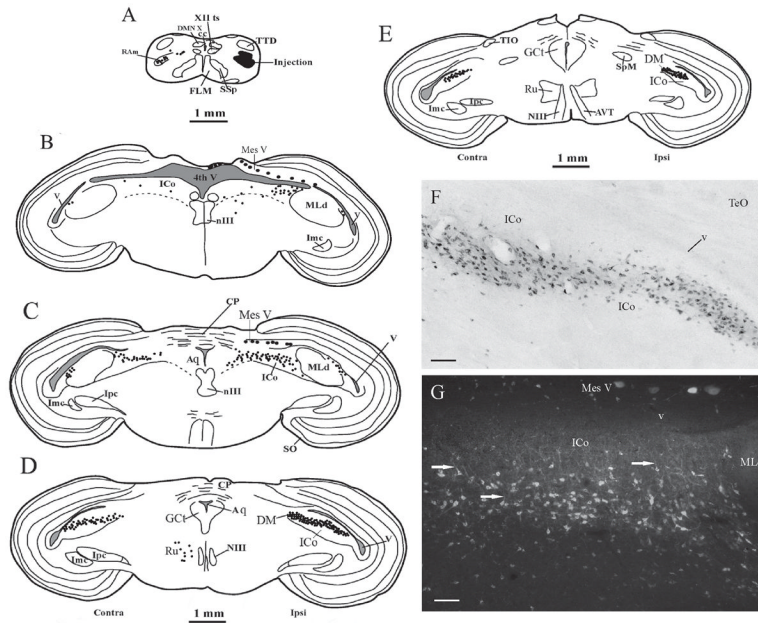 A
XII ts
DMN X
cc
TTD
RAm
Injection
FLM
SSp
1 mm
B
Mes V
4th V
ICo
V
MLd
V
nIII
Imc
C
CP
Mes V
V
Aq
MLd
ICo
Ipc
Imc
nIII
SO
D
CP
GCt
Aq
DM
ICo
V
Ru
NIII
Ipc
Imc
Contra
1 mm
Ipsi
E
TIO
GCt
DM
SpM
ICo
Ru
Ipc
Imc
NIII
AVT
Contra
1 mm
Ipsi
F
ICo
TeO
v
ICo
G
Mes V
v
ICo
ML